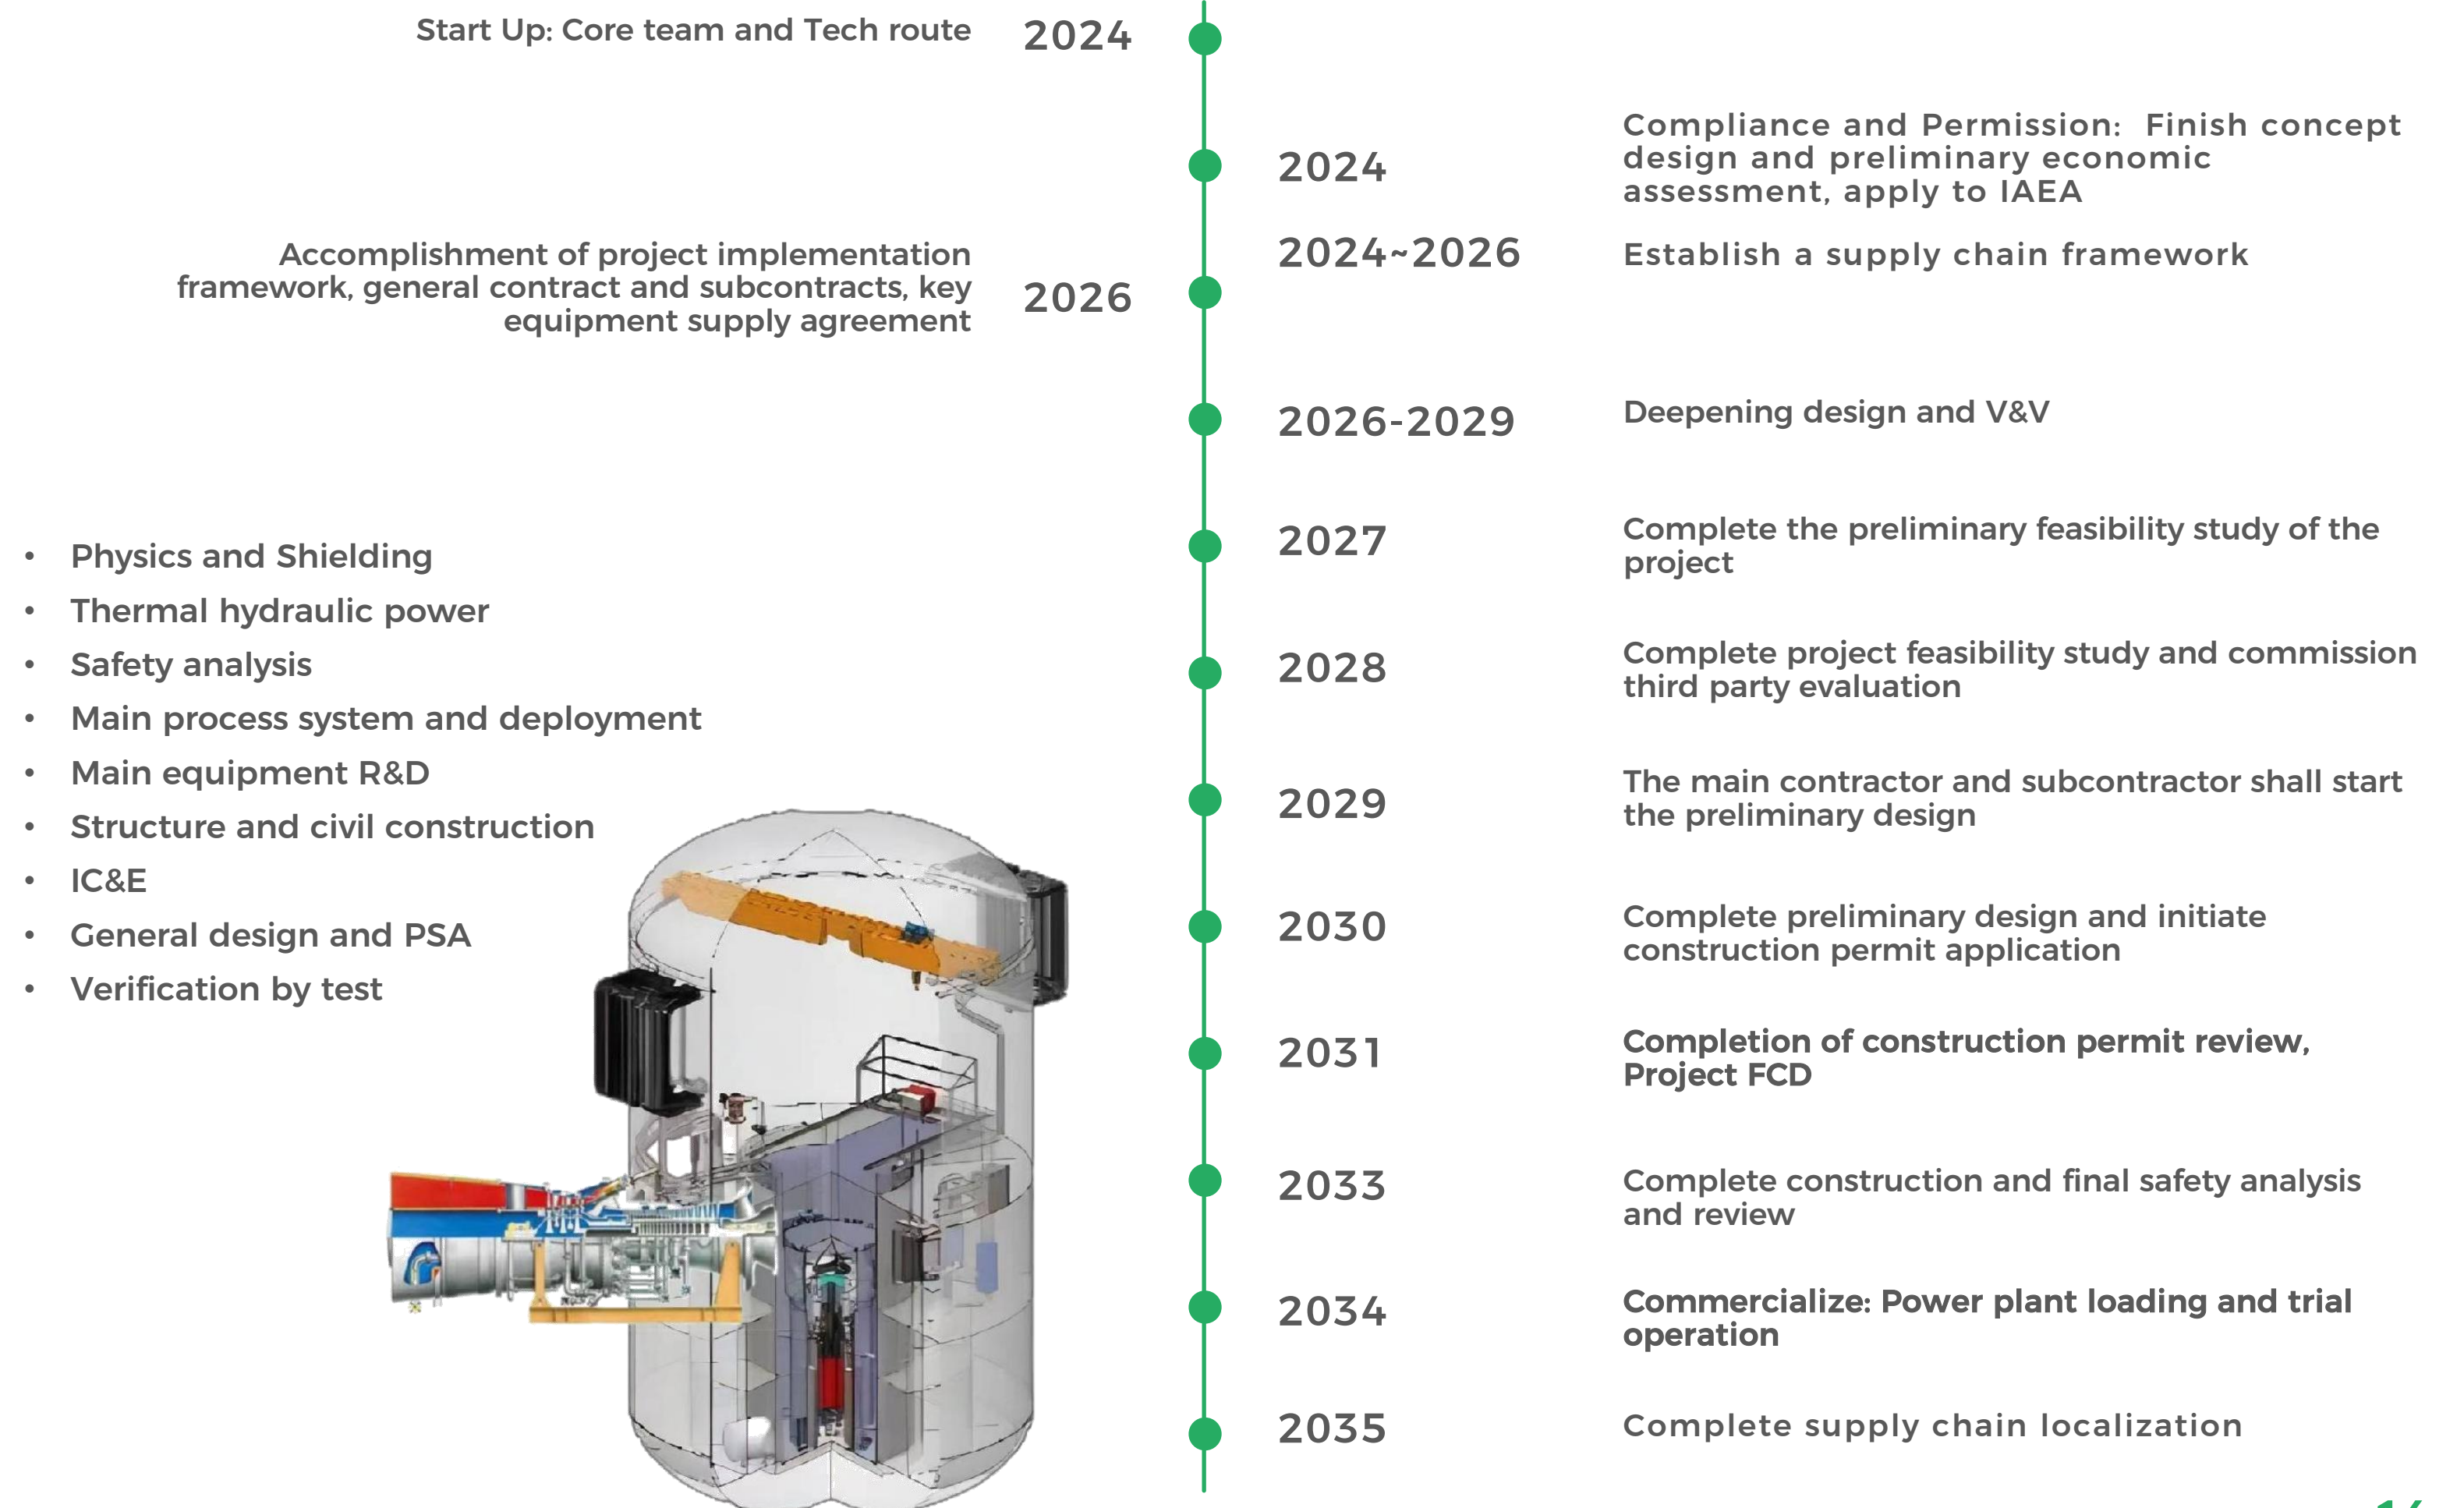 Start Up: Core team and Tech route
2024
2024
Compliance and Permission: Finish concept
design and preliminary economic
assessment, apply to IAEA
Accomplishment of project implementation
framework, general contract and subcontracts, key
equipment supply agreement
2026
2024~2026
Establish a supply chain framework
2026-2029
Deepening design and V&V
2027
Complete the preliminary feasibility study of the
project
2028
Complete project feasibility study and commission
third party evaluation
2029
The main contractor and subcontractor shall start
the preliminary design
2030
Complete preliminary design and initiate
construction permit application
2031
Completion of construction permit review,
Project FCD
2033
Complete construction and final safety analysis
and review
2034
Commercialize: Power plant loading and trial
operation
2035
Complete supply chain localization
• Physics and Shielding
• Thermal hydraulic power
• Safety analysis
• Main process system and deployment
• Main equipment R&D
• Structure and civil construction
• IC&E
• General design and PSA
• Verification by test